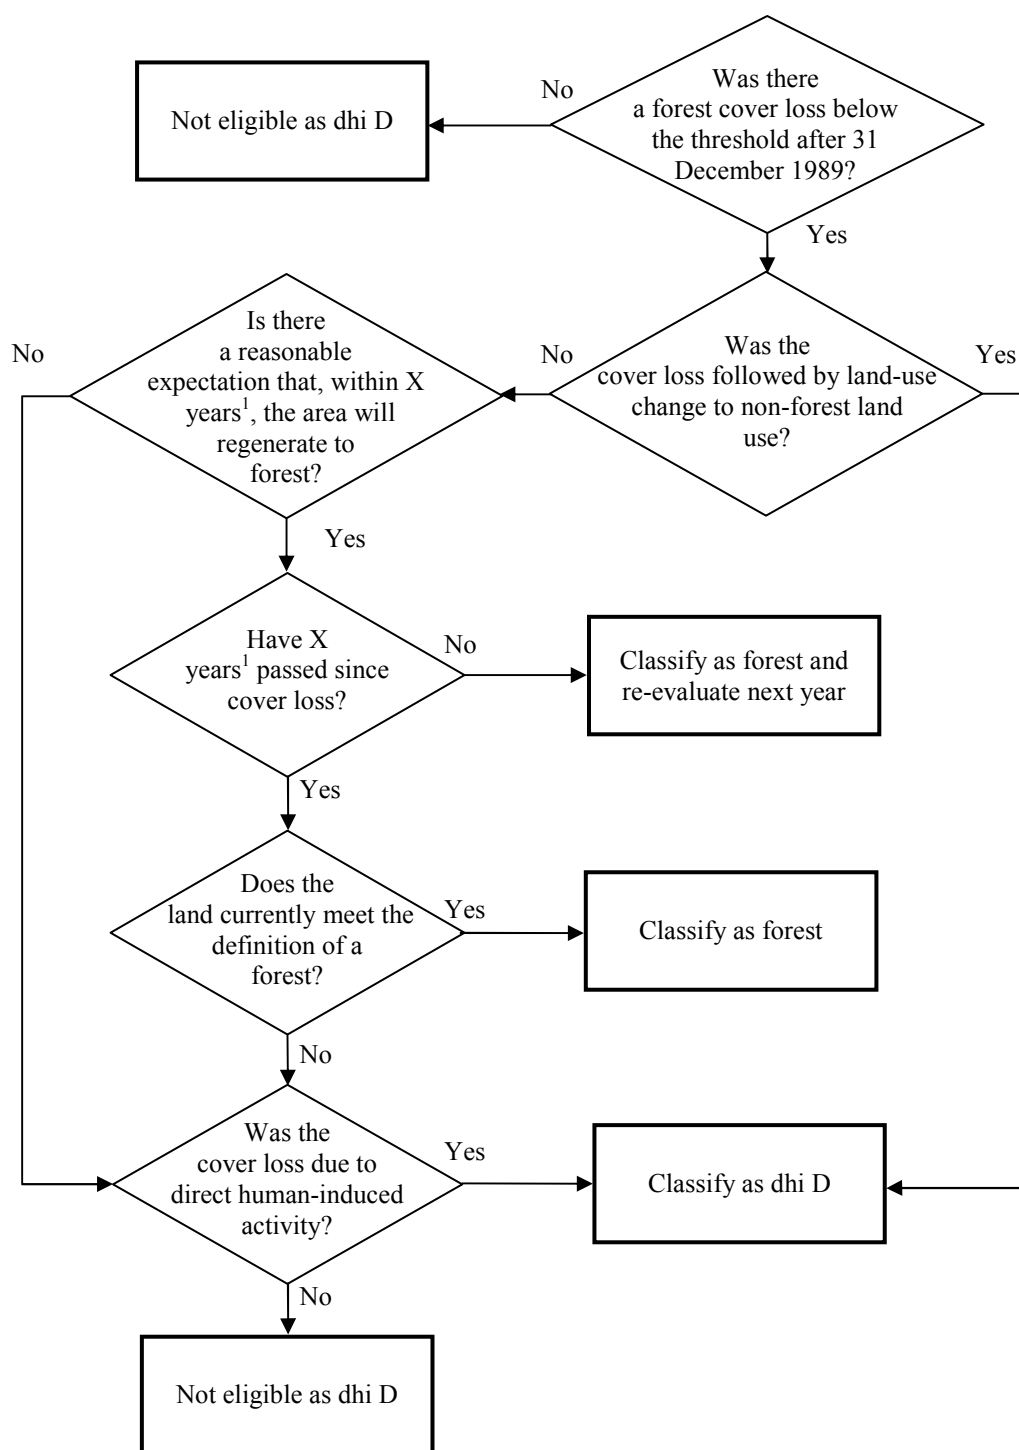 Was there
a forest cover loss below
the threshold after 31
December 1989?
No
Not eligible as dhi D
Yes
Was the
cover loss followed by land-use
change to non-forest land
use?
No
Yes
Is there
a reasonable
expectation that, within X
years¹, the area will
regenerate to
forest?
No
Yes
Have X
years¹ passed since
cover loss?
No
Classify as forest and
re-evaluate next year
Yes
Does the
land currently meet the
definition of a
forest?
Yes
Classify as forest
No
Was the
cover loss due to
direct human-induced
activity?
Yes
Classify as dhi D
No
Not eligible as dhi D